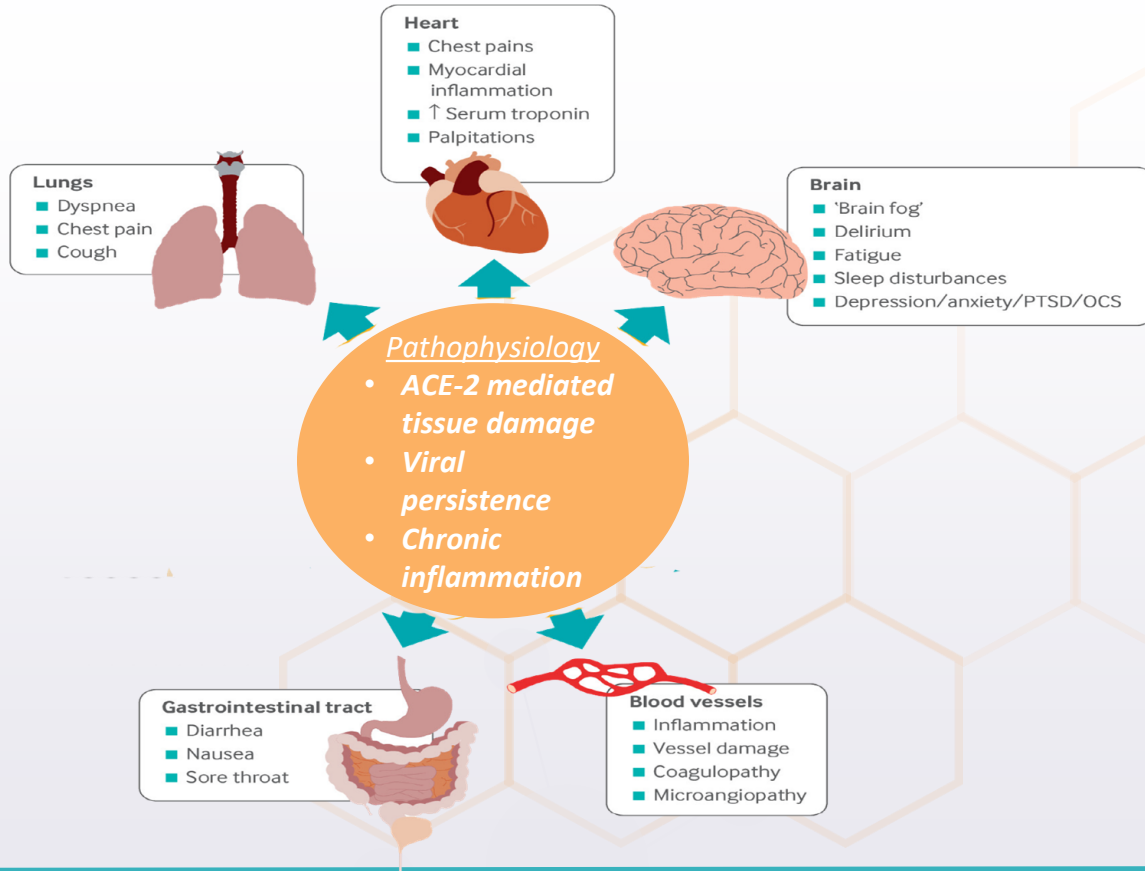 Heart
■ Chest pains
■ Myocardial
inflammation
■ ↑ Serum troponin
■ Palpitations
Lungs
■ Dyspnea
■ Chest pain
■ Cough
Brain
■ ‘Brain fog’
■ Delirium
■ Fatigue
■ Sleep disturbances
■ Depression/anxiety/PTSD/OCS
Pathophysiology
• ACE-2 mediated
tissue damage
• Viral
persistence
• Chronic
inflammation
Gastrointestinal tract
■ Diarrhea
■ Nausea
■ Sore throat
Blood vessels
■ Inflammation
■ Vessel damage
■ Coagulopathy
■ Microangiopathy